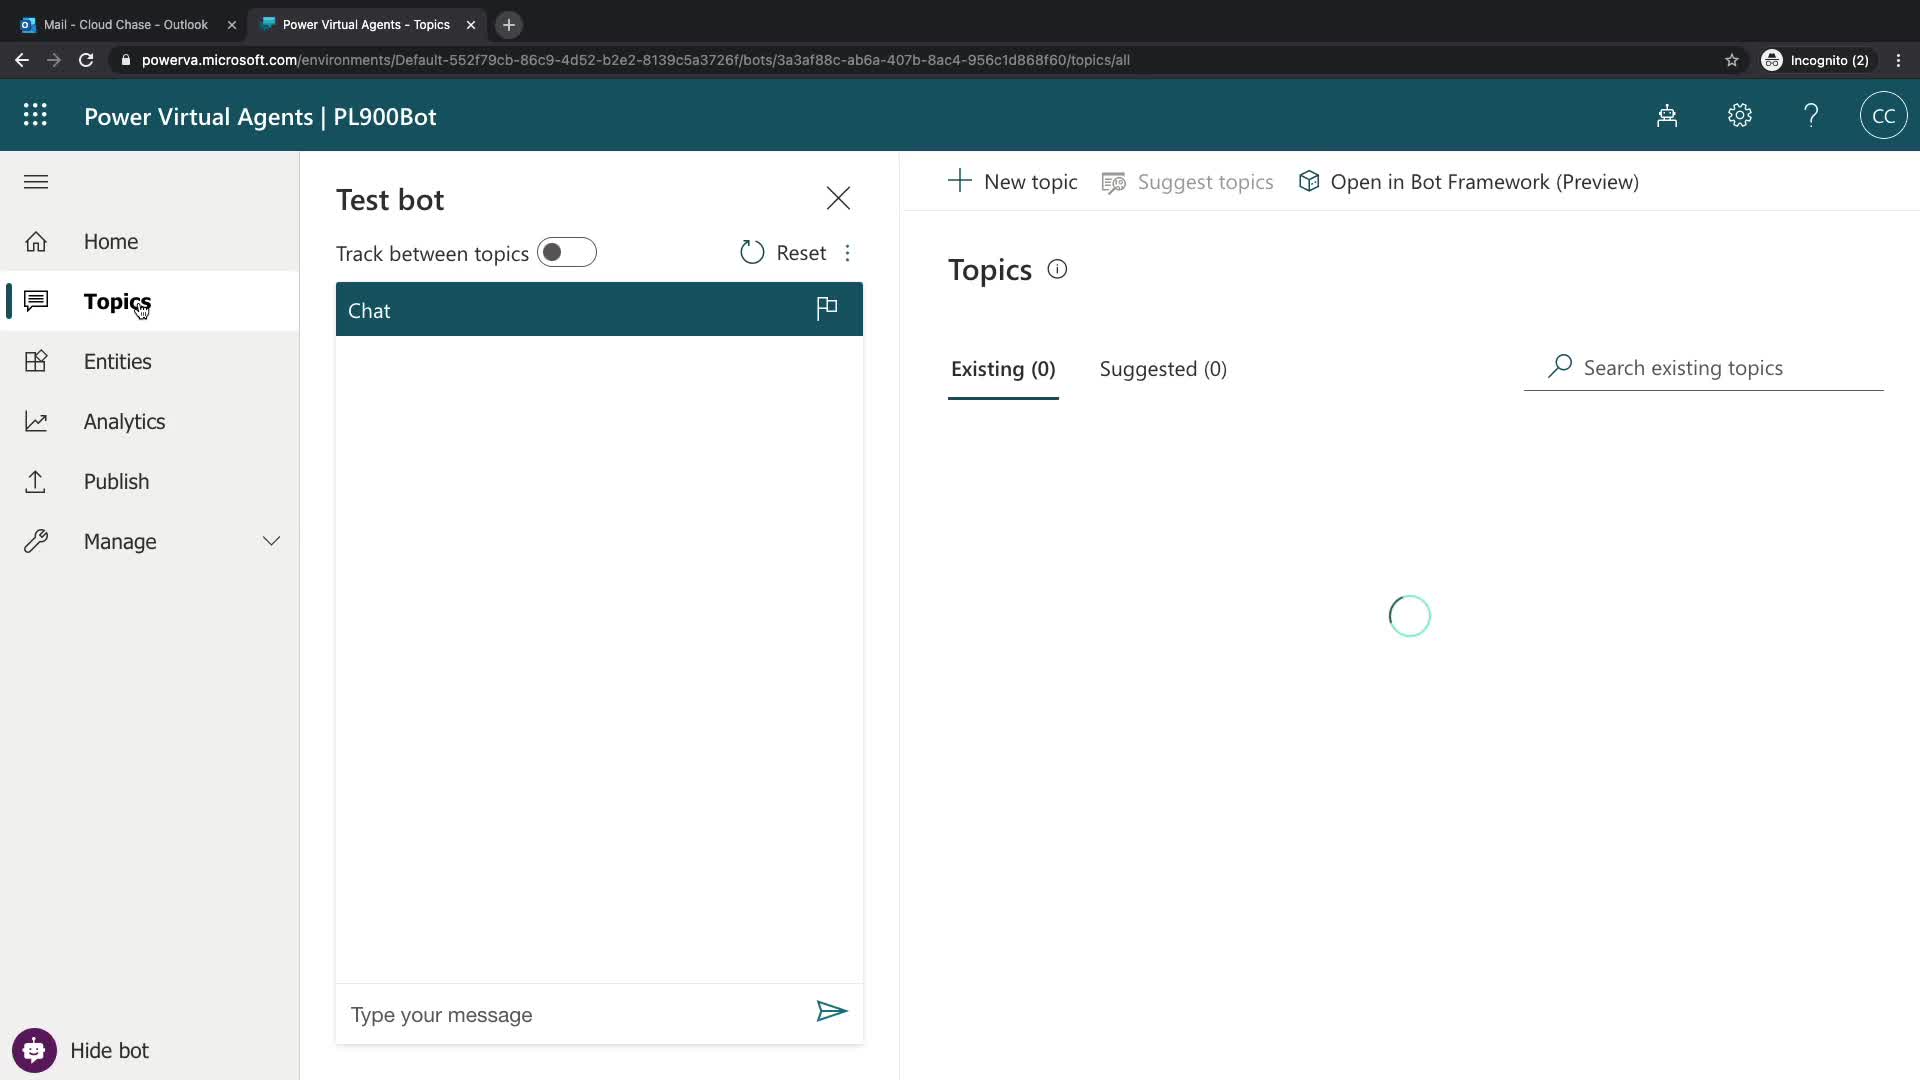 Mail - Cloud Chase - Outlook
Power Virtual Agents - Topics
powerva.microsoft.com/environments/Default-552f79cb-86c9-4d52-b2e2-8139c5a3726f/bots/3a3af88c-ab6a-407b-8ac4-956c1d868f60/topics/all
Incognito (2)
Power Virtual Agents | PL900Bot
CC
Home
Topics
Entities
Analytics
Publish
Manage
Hide bot
Test bot
Track between topics
Reset
Chat
Type your message
New topic
Suggest topics
Open in Bot Framework (Preview)
Topics
Existing (0)
Suggested (0)
Search existing topics